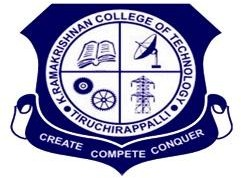 K.RAMAKRISHNAN COLLEGE OF TECHNOLOGY
• TIRUCHIRAPPALLI •
CREATE COMPETE CONQUER